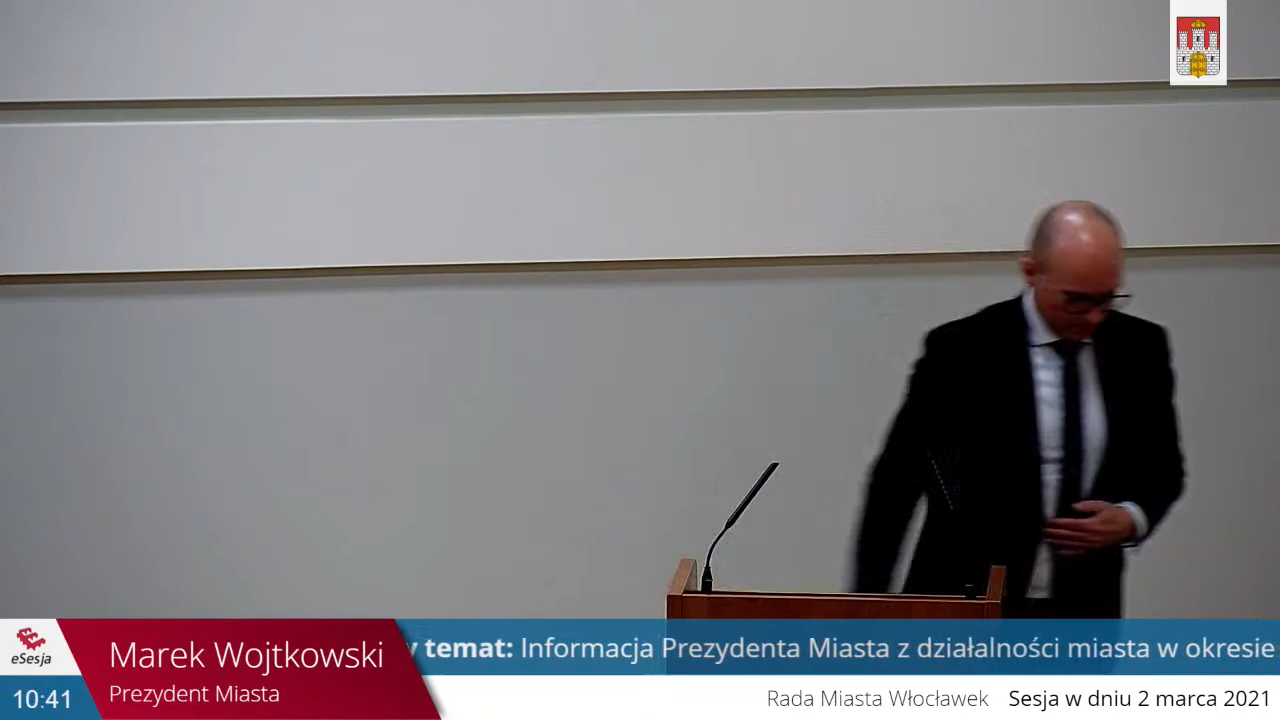 eSesja
Marek Wojtkowski
Prezydent Miasta
temat: Informacja Prezydenta Miasta z działalności miasta w okresie
10:41
Rada Miasta Włocławek Sesja w dniu 2 marca 2021